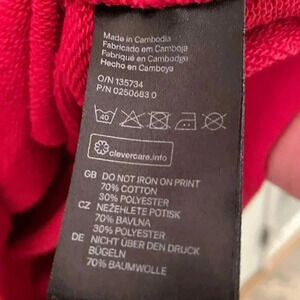 Made in Cambodia
Fabricado em Camboja
Fabriqué en Cambodge
Hecho en Camboya
O/N 135734
P/N 0250683 0
40
clevercare.info
GB DO NOT IRON ON PRINT
70% COTTON
30% POLYESTER
CZ NEŽEHLETE POTISK
70% BAVLNA
30% POLYESTER
DE NICHT ÜBER DEN DRUCK
BÜGELN
70% BAUMWOLLE